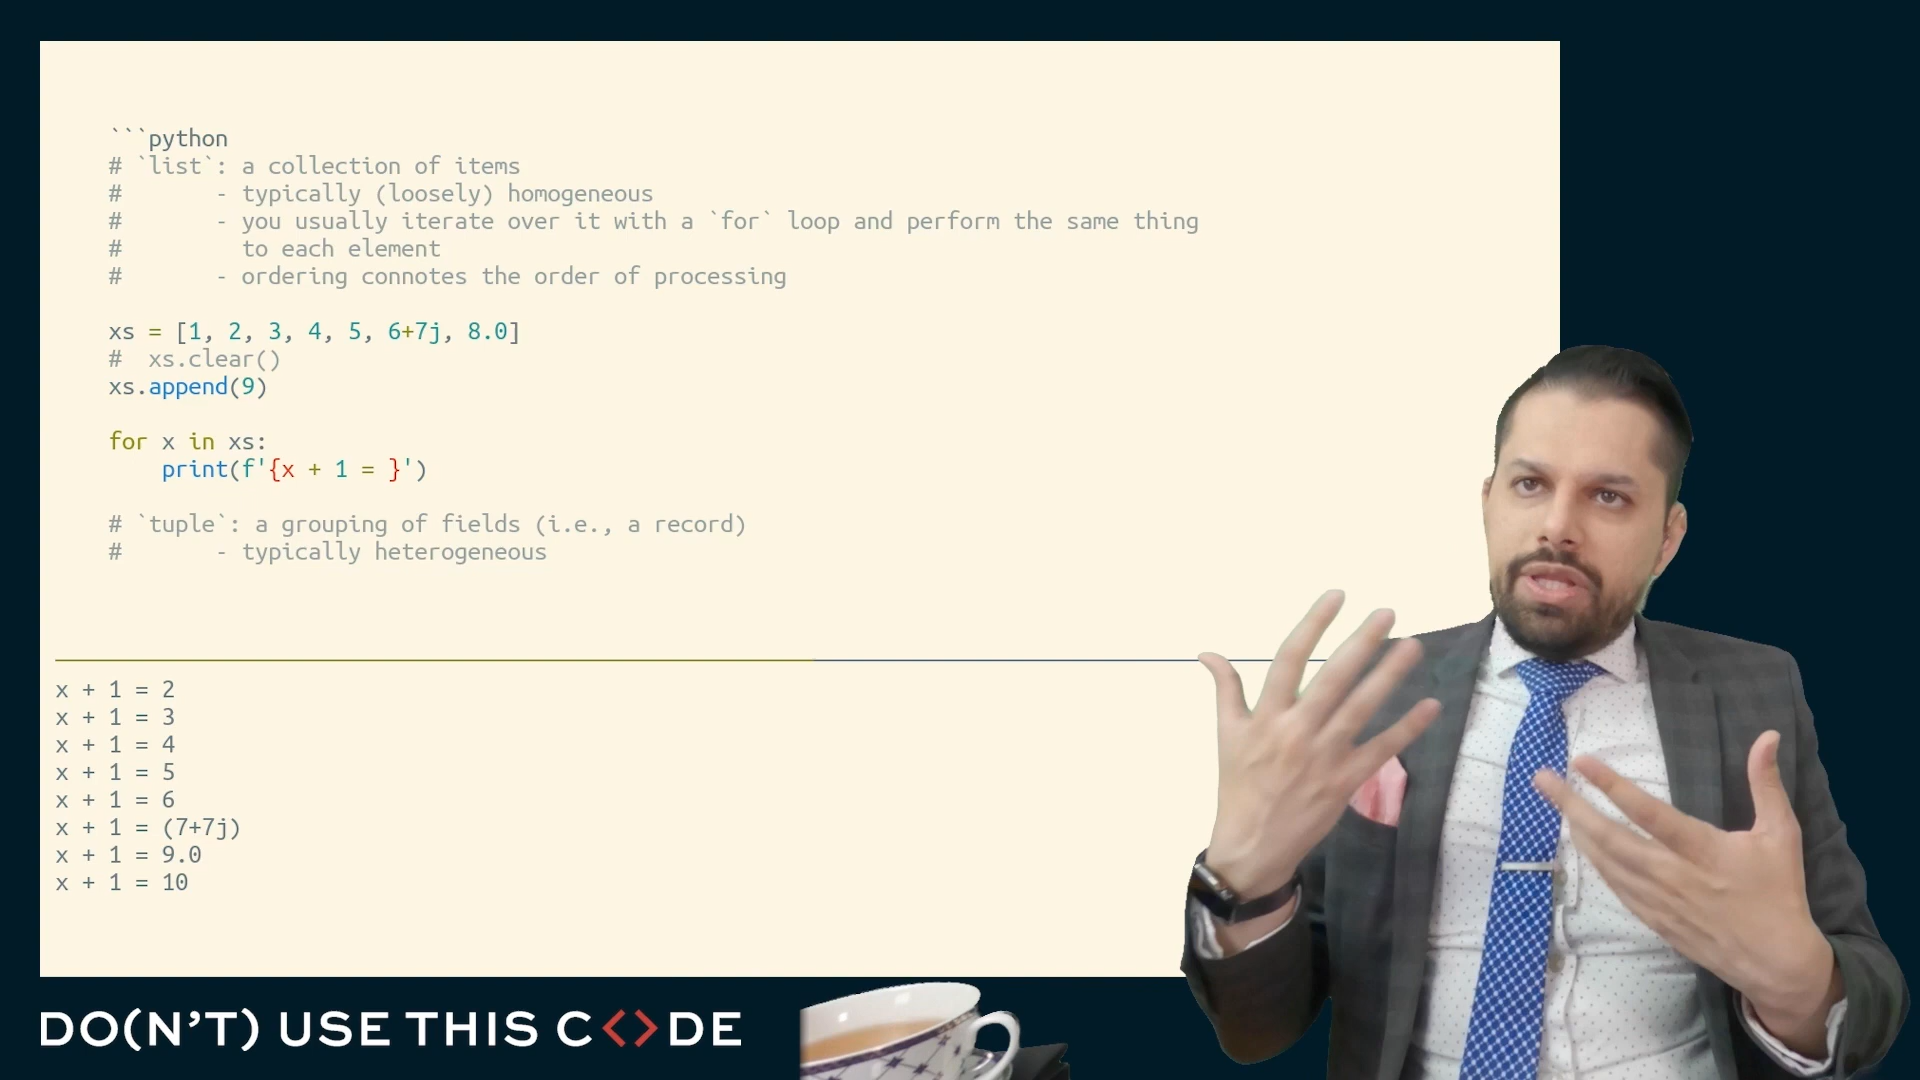 ```python
# `list`: a collection of items
#       - typically (loosely) homogeneous
#       - you usually iterate over it with a `for` loop and perform the same thing
#         to each element
#       - ordering connotes the order of processing
xs = [1, 2, 3, 4, 5, 6+7j, 8.0]
#  xs.clear()
xs.append(9)
for x in xs:
    print(f'{x + 1 = }')
# `tuple`: a grouping of fields (i.e., a record)
#       - typically heterogeneous
x + 1 = 2
x + 1 = 3
x + 1 = 4
x + 1 = 5
x + 1 = 6
x + 1 = (7+7j)
x + 1 = 9.0
x + 1 = 10
DO(N'T) USE THIS C<>DE